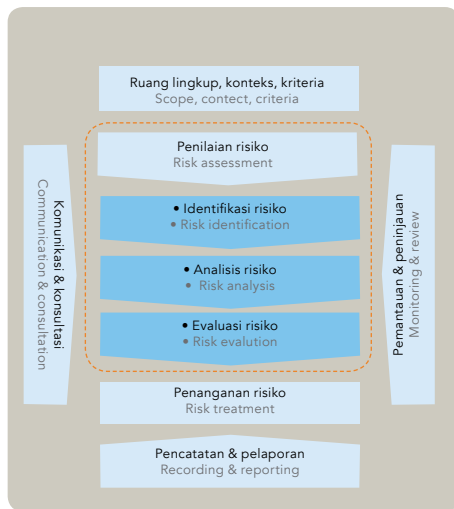 Ruang lingkup, konteks, kriteria
Scope, contect, criteria
Penilaian risiko
Risk assessment
• Identifikasi risiko
• Risk identification
• Analisis risiko
• Risk analysis
• Evaluasi risiko
• Risk evalution
Penanganan risiko
Risk treatment
Pencatatan & pelaporan
Recording & reporting
Komunikasi & konsultasi
Communication & consultation
Pemantauan & peninjauan
Monitoring & review